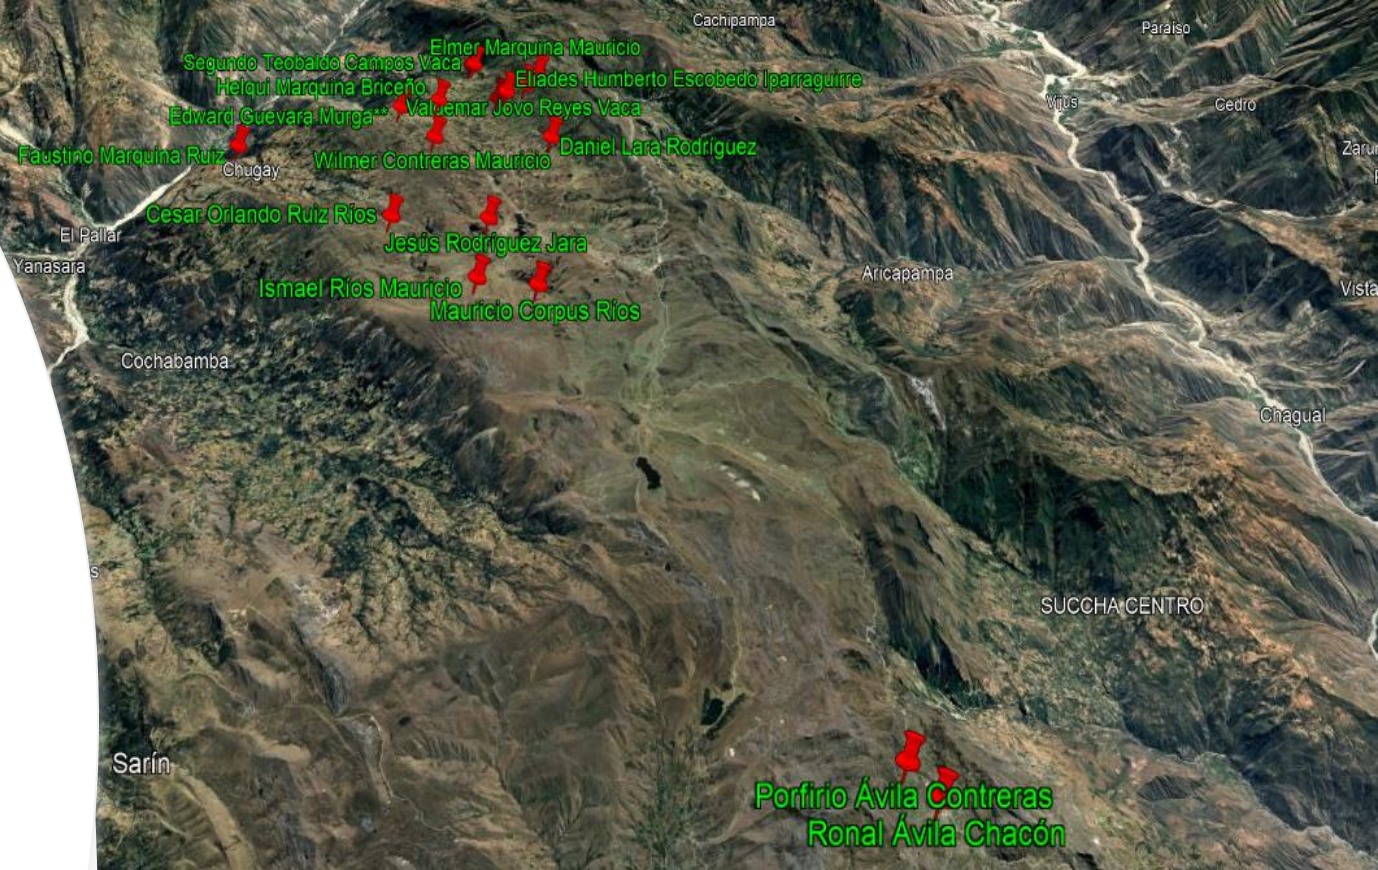 Cachipampa
Paraiso
Elmer Marquina Mauricio
Segundo Teobaldo Campos Vaca
Eliades Humberto Escobedo Iparraguirre
Helqui Marquina Briceño
Valdemar Jovo Reyes Vaca
Edward Guevara Murga**
Vijus
Cedro
Daniel Lara Rodríguez
Faustino Marquina Ruiz
Wilmer Contreras Mauricio
Chugay
Cesar Orlando Ruiz Ríos
El Pallar
Jesús Rodríguez Jara
Yanasara
Aricapampa
Ismael Ríos Mauricio
Vista
Mauricio Corpus Ríos
Cochabamba
Chagual
s
SUCCHA CENTRO
Sarín
Porfirio Ávila Contreras
Ronal Ávila Chacón